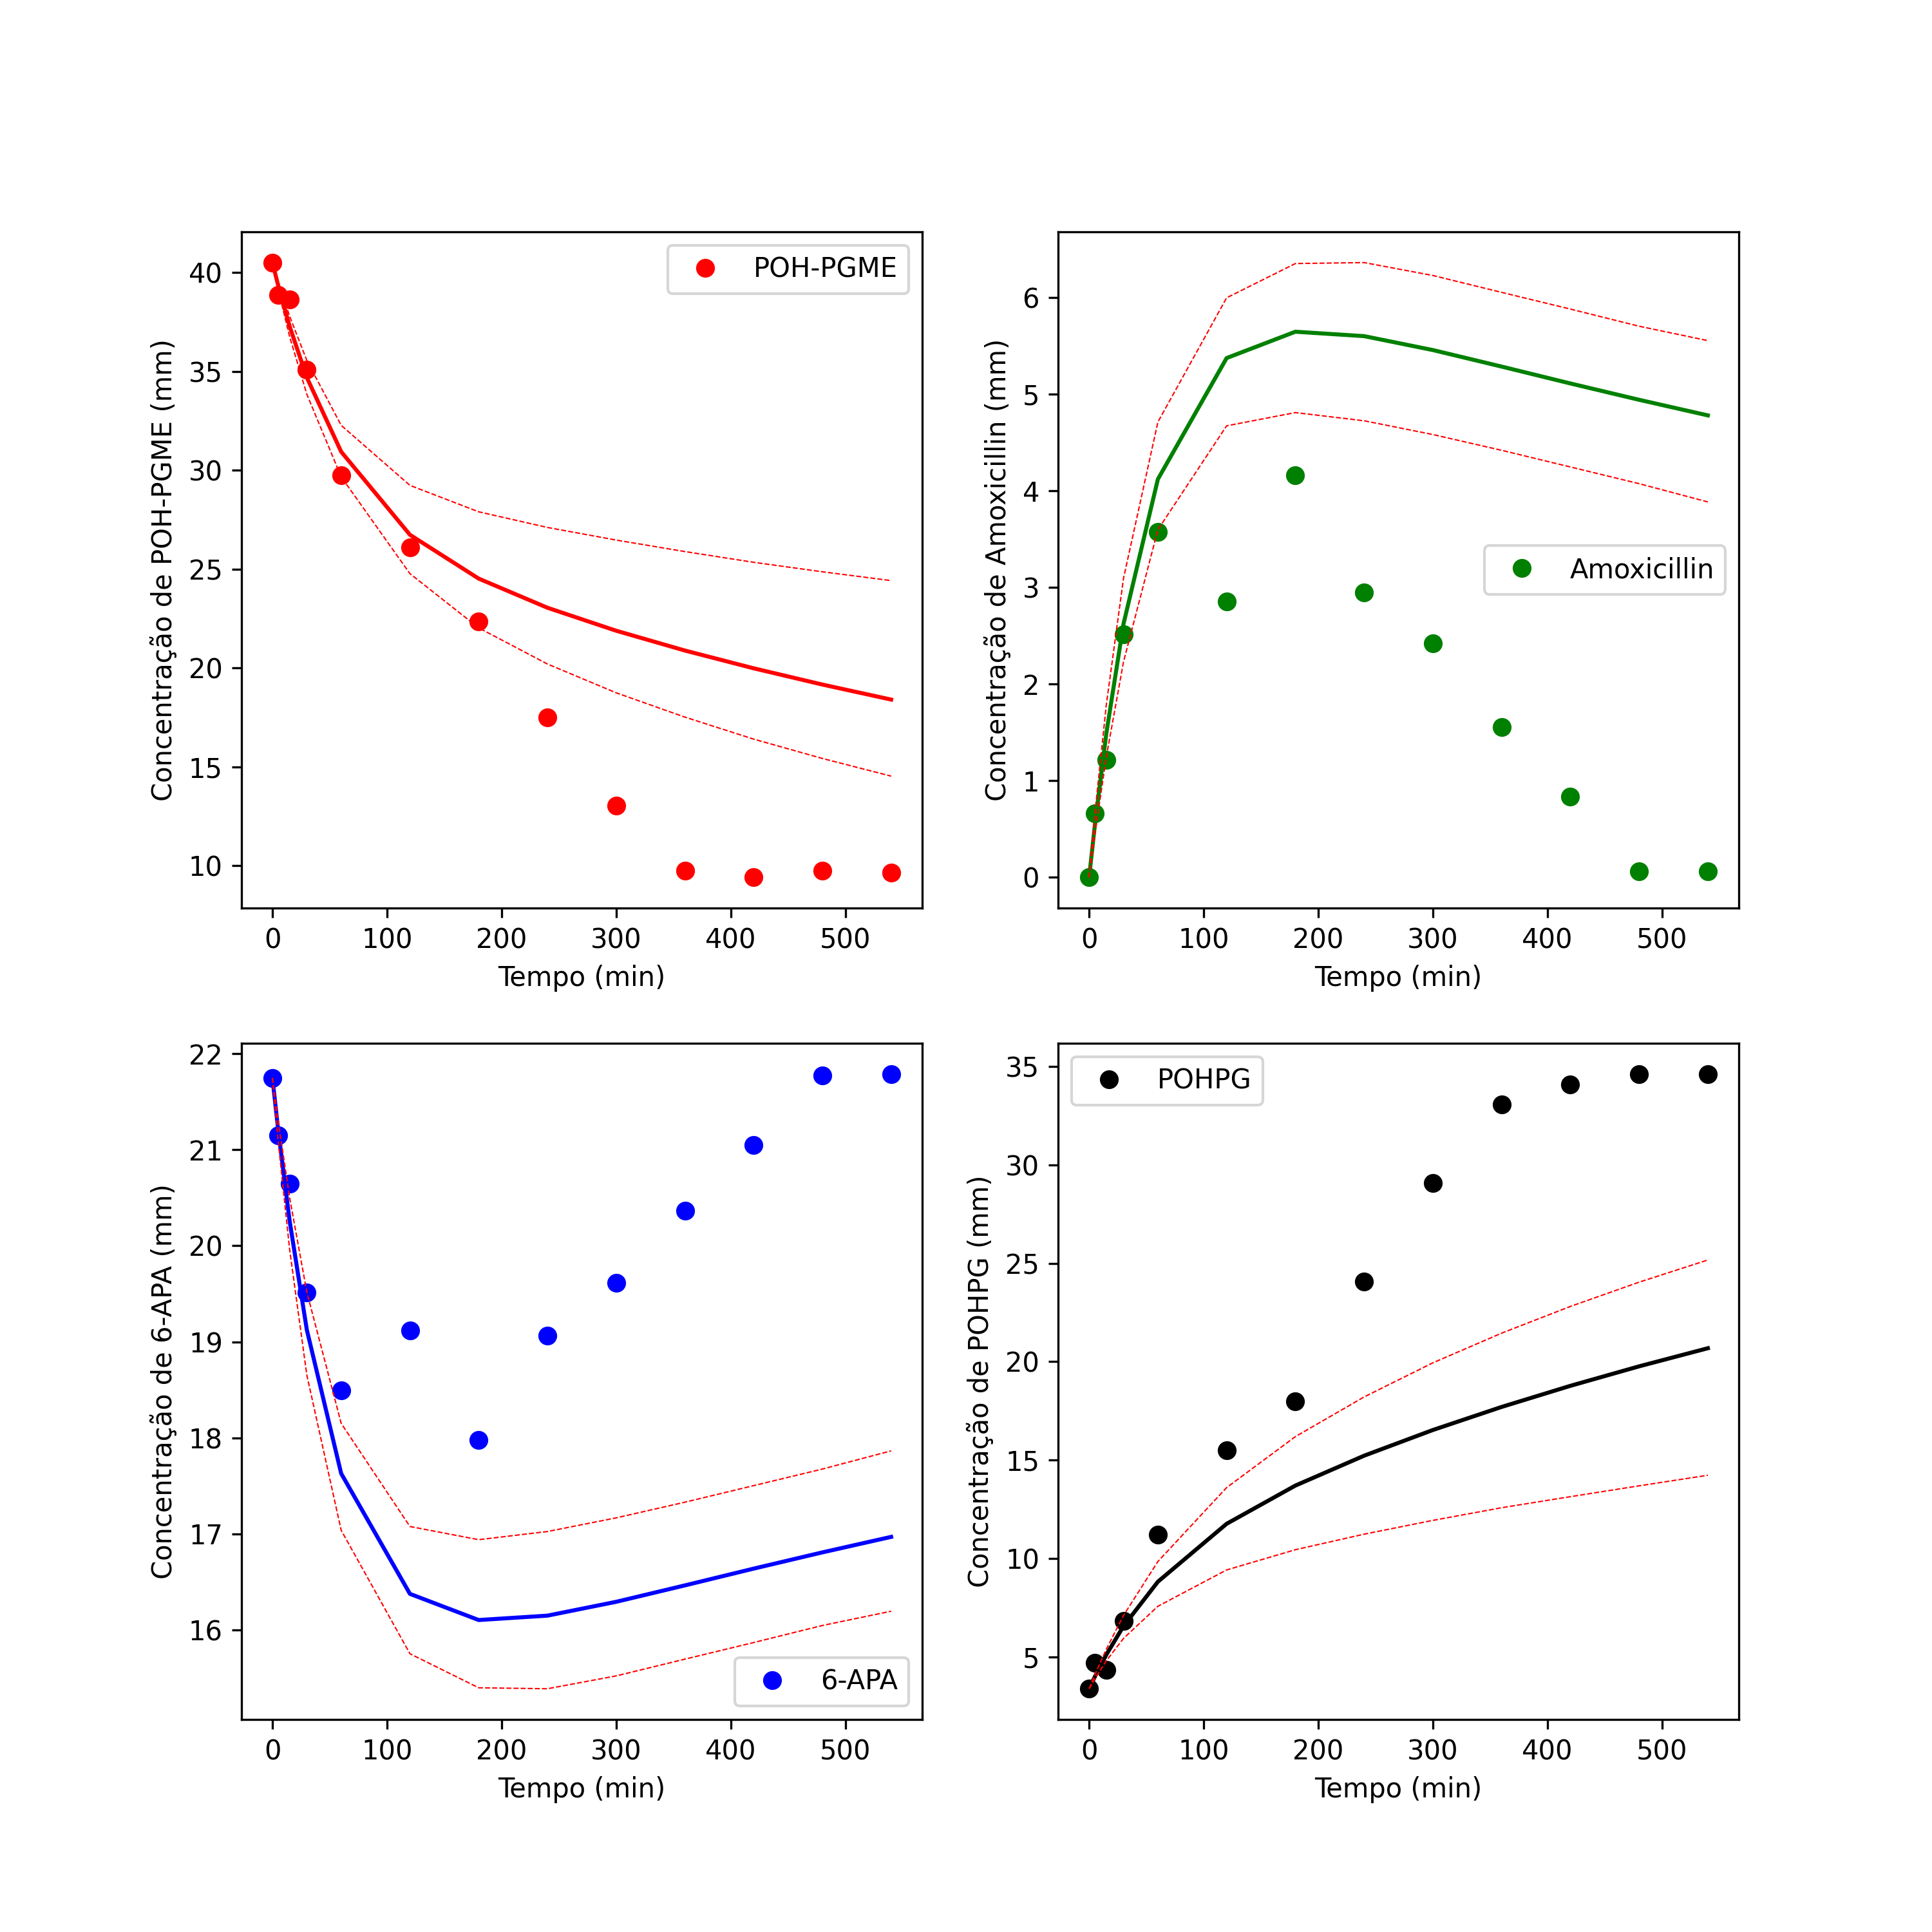 POH-PGME
Concentração de POH-PGME (mm)
40
35
30
25
20
15
10
0 100 200 300 400 500
Tempo (min)
Amoxicillin
Concentração de Amoxicillin (mm)
6
5
4
3
2
1
0
0 100 200 300 400 500
Tempo (min)
6-APA
Concentração de 6-APA (mm)
22
21
20
19
18
17
16
0 100 200 300 400 500
Tempo (min)
POHPG
Concentração de POHPG (mm)
35
30
25
20
15
10
5
0 100 200 300 400 500
Tempo (min)